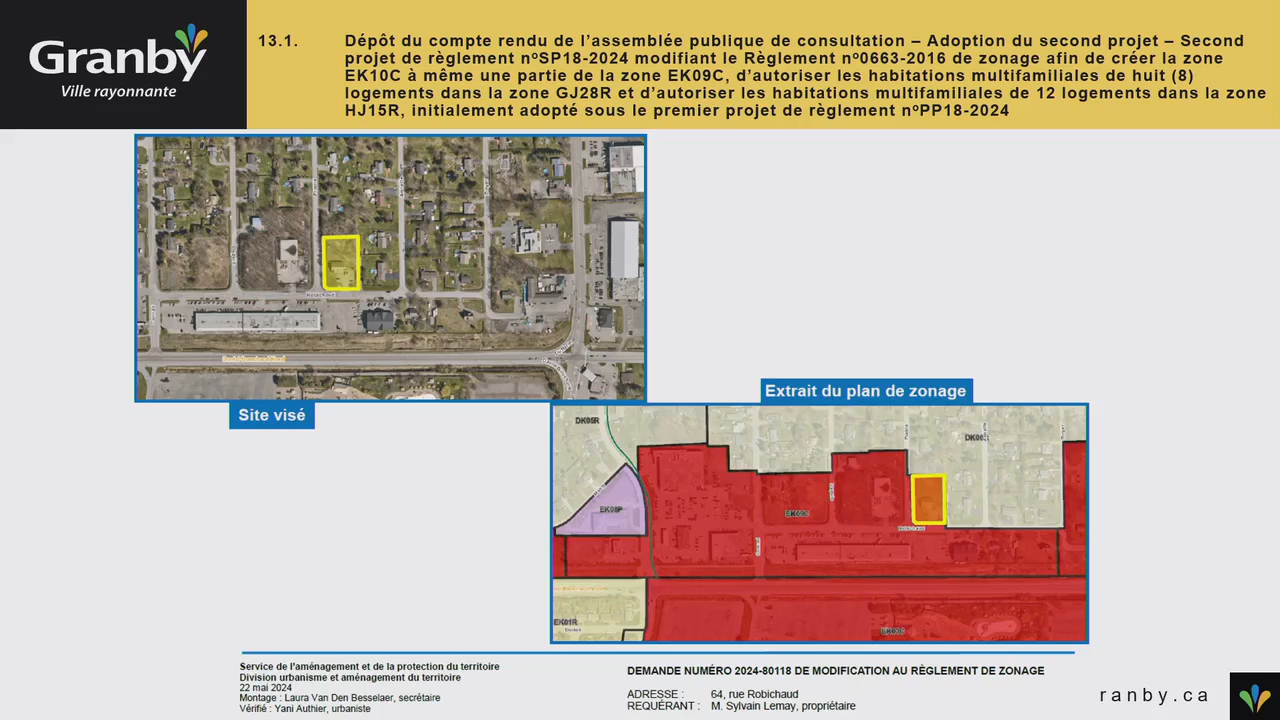 Granby
Ville rayonnante
13.1. Dépôt du compte rendu de l'assemblée publique de consultation – Adoption du second projet – Second
projet de règlement nºSP18-2024 modifiant le Règlement nº0663-2016 de zonage afin de créer la zone
EK10C à même une partie de la zone EK09C, d'autoriser les habitations multifamiliales de huit (8)
logements dans la zone GJ28R et d'autoriser les habitations multifamiliales de 12 logements dans la zone
HJ15R, initialement adopté sous le premier projet de règlement nºPP18-2024
Site visé
Extrait du plan de zonage
DK05R
EK08P
EK01R
Service de l'aménagement et de la protection du territoire
Division urbanisme et aménagement du territoire
22 mai 2024
Montage : Laura Van Den Besselaer, secrétaire
Vérifié : Yani Authier, urbaniste
DEMANDE NUMÉRO 2024-80118 DE MODIFICATION AU RÈGLEMENT DE ZONAGE
ADRESSE : 64, rue Robichaud
REQUÉRANT : M. Sylvain Lemay, propriétaire
ranby.ca